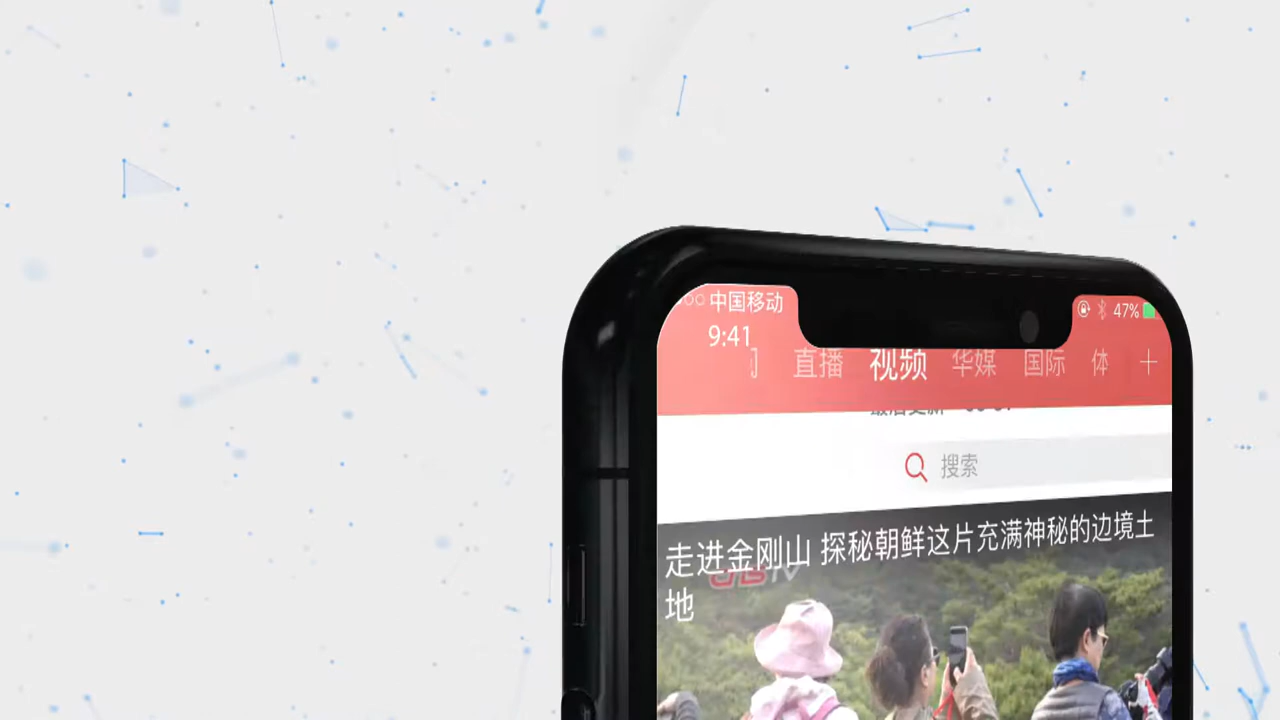 中国移动 47%
9:41
直播 视频 华媒 国际 体 +
搜索
走进金刚山 探秘朝鲜这片充满神秘的边境土
地